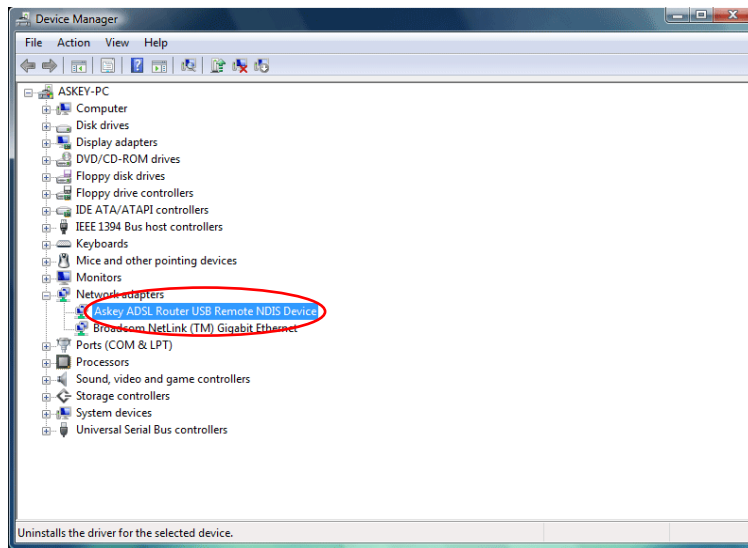 Device Manager
File Action View Help
ASKEY-PC
Computer
Disk drives
Display adapters
DVD/CD-ROM drives
Floppy disk drives
Floppy drive controllers
IDE ATA/ATAPI controllers
IEEE 1394 Bus host controllers
Keyboards
Mice and other pointing devices
Monitors
Network adapters
Askey ADSL Router USB Remote NDIS Device
Broadcom NetLink (TM) Gigabit Ethernet
Ports (COM & LPT)
Processors
Sound, video and game controllers
Storage controllers
System devices
Universal Serial Bus controllers
Uninstalls the driver for the selected device.